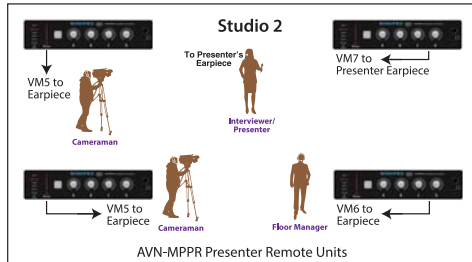 Studio 2
To Presenter's
Earpiece
VM5 to
Earpiece
VM7 to
Presenter Earpiece
Cameraman
Interviewer/
Presenter
VM5 to
Earpiece
Cameraman
Floor Manager
VM6 to
Earpiece
AVN-MPPR Presenter Remote Units